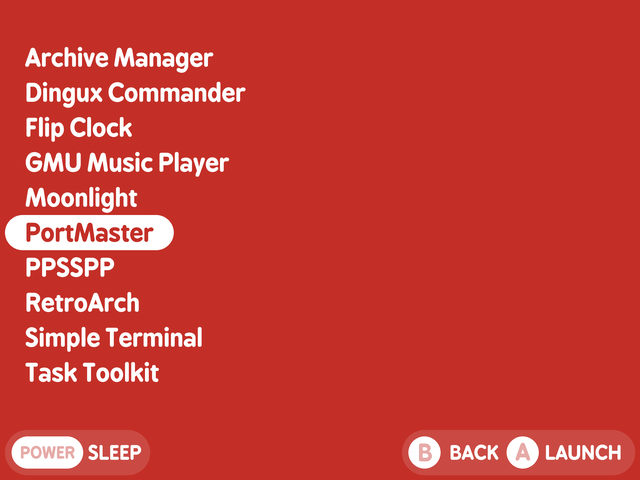 Archive Manager
Dingux Commander
Flip Clock
GMU Music Player
Moonlight
PortMaster
PPSSPP
RetroArch
Simple Terminal
Task Toolkit
POWER SLEEP B BACK A LAUNCH